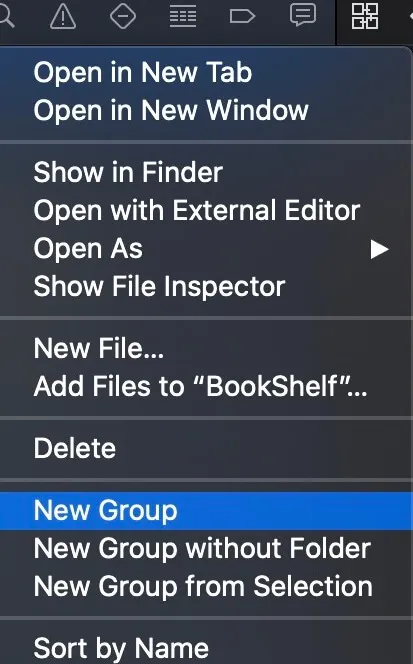 Open in New Tab
Open in New Window
Show in Finder
Open with External Editor
Open As
Show File Inspector
New File...
Add Files to “BookShelf”...
Delete
New Group
New Group without Folder
New Group from Selection
Sort by Name